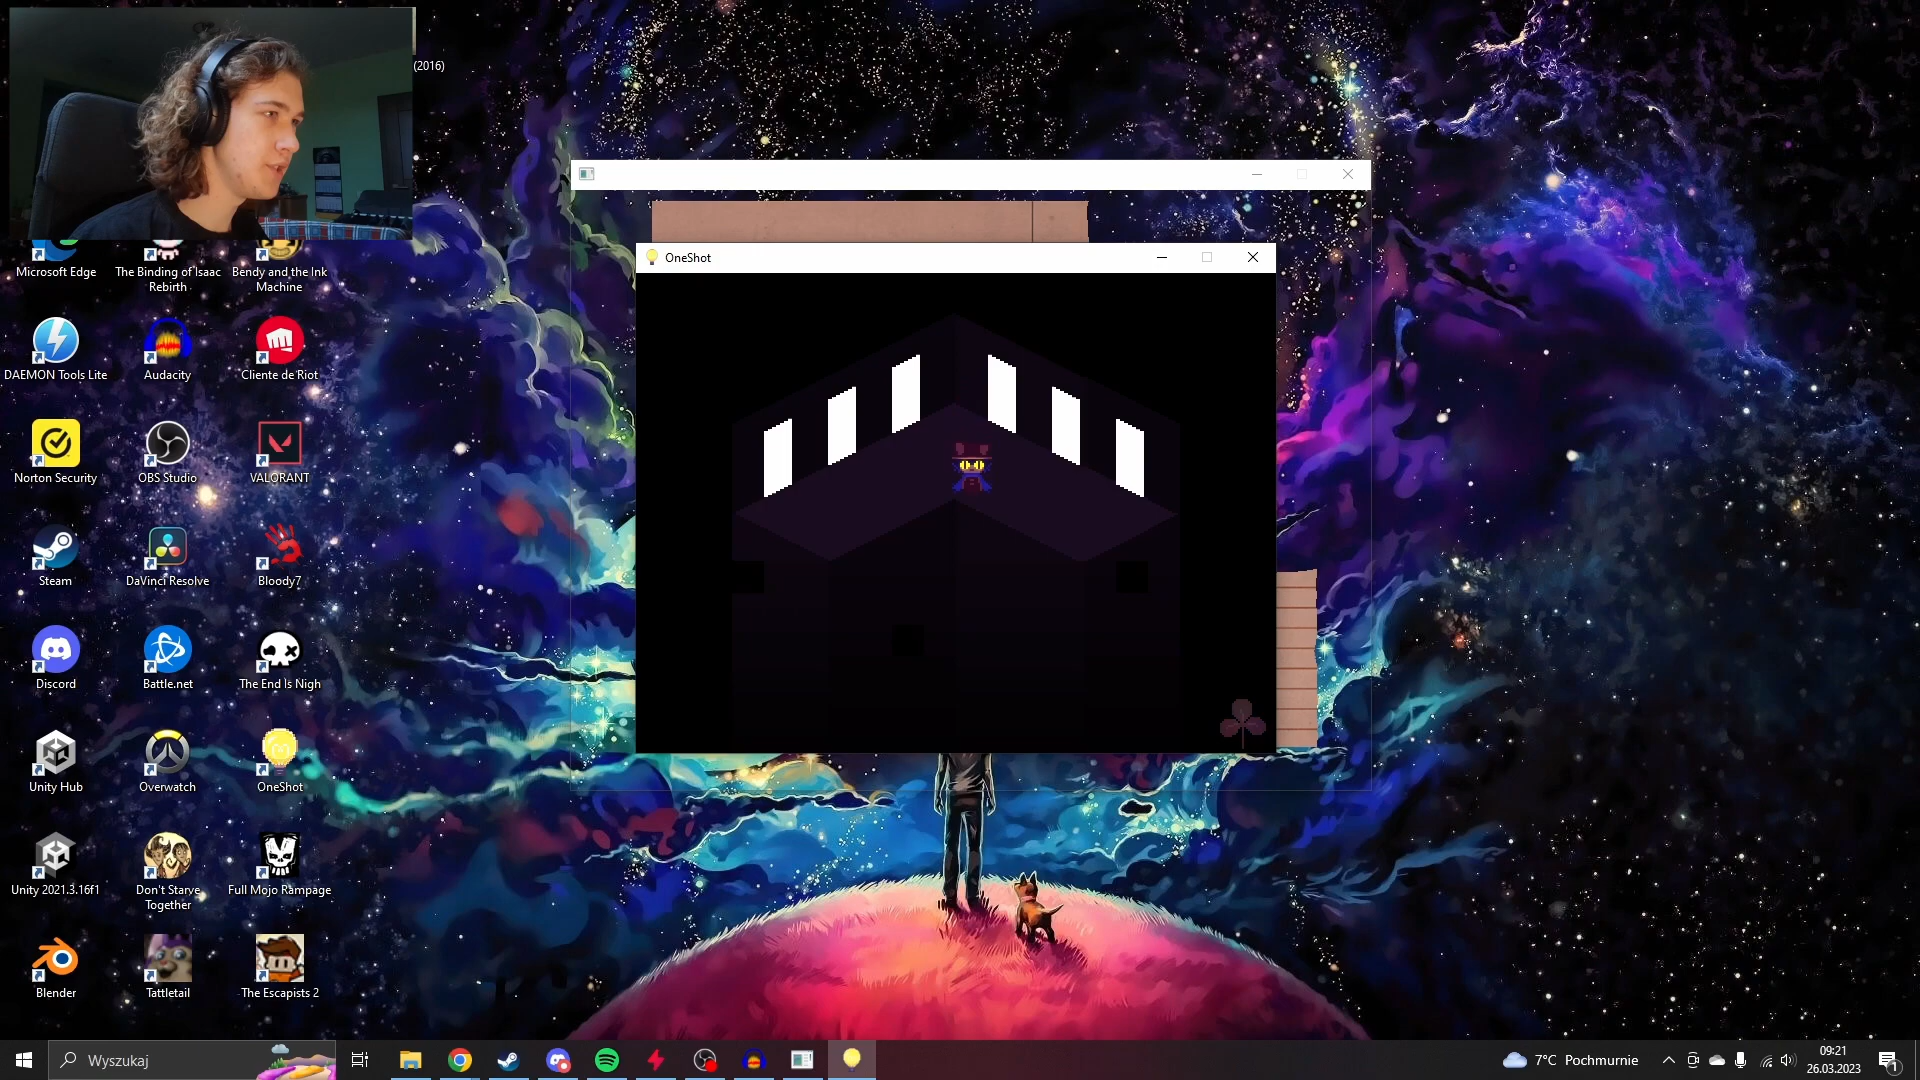 (2016)
Microsoft Edge
The Binding of Isaac
Rebirth
Bendy and the Ink
Machine
DAEMON Tools Lite
Audacity
Cliente de Riot
Norton Security
OBS Studio
VALORANT
Steam
DaVinci Resolve
Bloody7
Discord
Battle.net
The End Is Nigh
Unity Hub
Overwatch
OneShot
Unity 2021.3.16f1
Don't Starve
Together
Full Mojo Rampage
Blender
Tattletail
The Escapists 2
OneShot
Wyszukaj
7°C Pochmurnie
09:21
26.03.2023
1